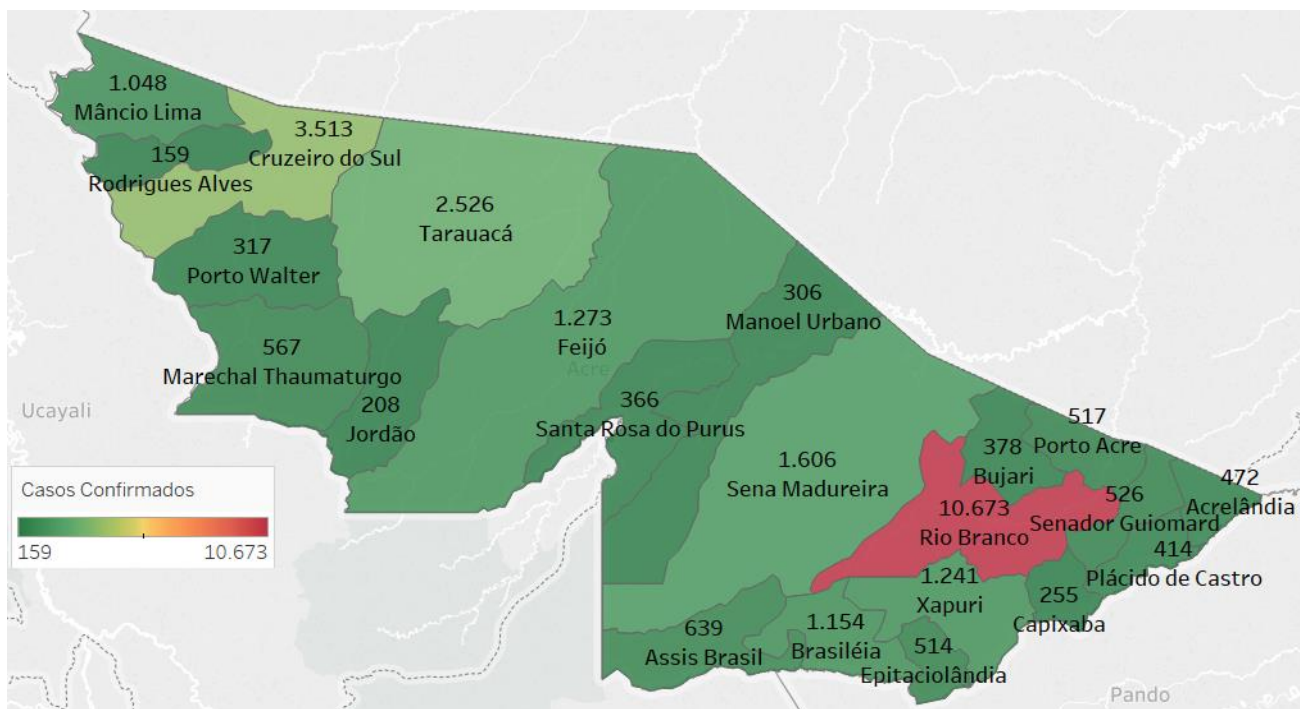 1.048
Mâncio Lima
3.513
Cruzeiro do Sul
159
Rodrigues Alves
2.526
Tarauacá
317
Porto Walter
306
Manoel Urbano
1.273
Feijó
Acre
567
Marechal Thaumaturgo
208
Jordão
366
Santa Rosa do Purus
Ucayali
517
Porto Acre
378
Bujari
1.606
Sena Madureira
472
Acrelândia
526
Senador Guiomard
10.673
Rio Branco
414
Plácido de Castro
1.241
Xapuri
255
Capixaba
639
Assis Brasil
1.154
Brasiléia
514
Epitaciolândia
Pando
Casos Confirmados
159 10.673